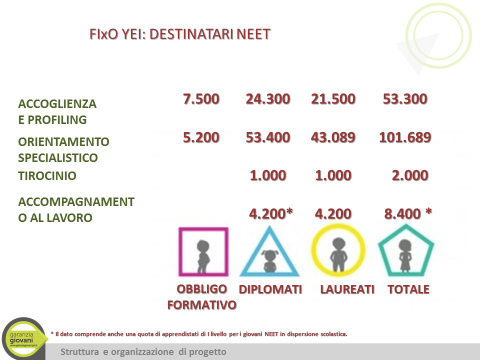 FIxO YEI: DESTINATARI NEET
ACCOGLIENZA
E PROFILING
7.500 24.300 21.500 53.300
ORIENTAMENTO
SPECIALISTICO
5.200 53.400 43.089 101.689
TIROCINIO
1.000 1.000 2.000
ACCOMPAGNAMENT
O AL LAVORO
4.200* 4.200 8.400 *
OBBLIGO
FORMATIVO
DIPLOMATI LAUREATI TOTALE
* Il dato comprende anche una quota di apprendistati di I livello per i giovani NEET in dispersione scolastica.
garanzia
giovani
Struttura e organizzazione di progetto